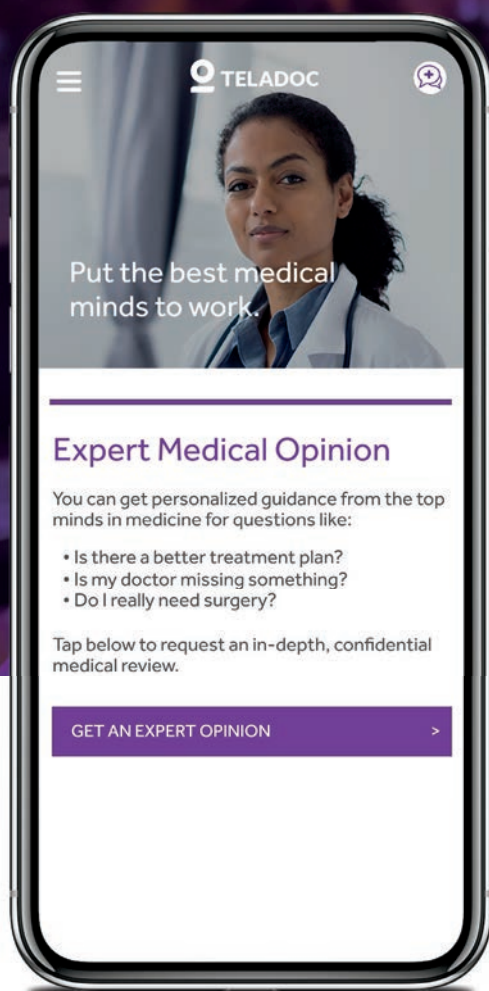 TELADOC
Put the best medical
minds to work.
Expert Medical Opinion
You can get personalized guidance from the top
minds in medicine for questions like:
• Is there a better treatment plan?
• Is my doctor missing something?
• Do I really need surgery?
Tap below to request an in-depth, confidential
medical review.
GET AN EXPERT OPINION >